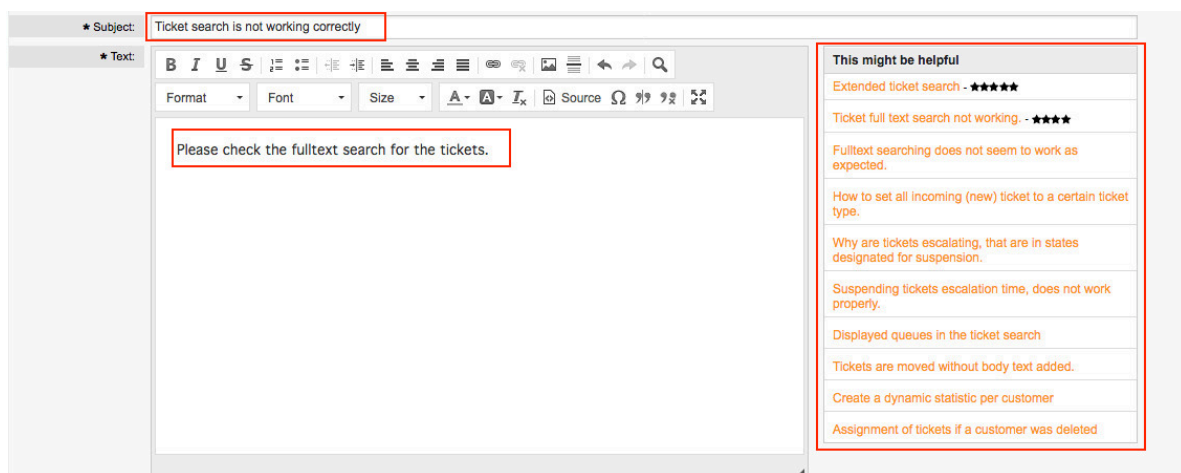 ★ Subject:
Ticket search is not working correctly
★ Text:
B I U S
Format Font Size A A Ix Source Ω
Please check the fulltext search for the tickets.
This might be helpful
Extended ticket search - ★★★★★
Ticket full text search not working. - ★★★★
Fulltext searching does not seem to work as
expected.
How to set all incoming (new) ticket to a certain ticket
type.
Why are tickets escalating, that are in states
designated for suspension.
Suspending tickets escalation time, does not work
properly.
Displayed queues in the ticket search
Tickets are moved without body text added.
Create a dynamic statistic per customer
Assignment of tickets if a customer was deleted